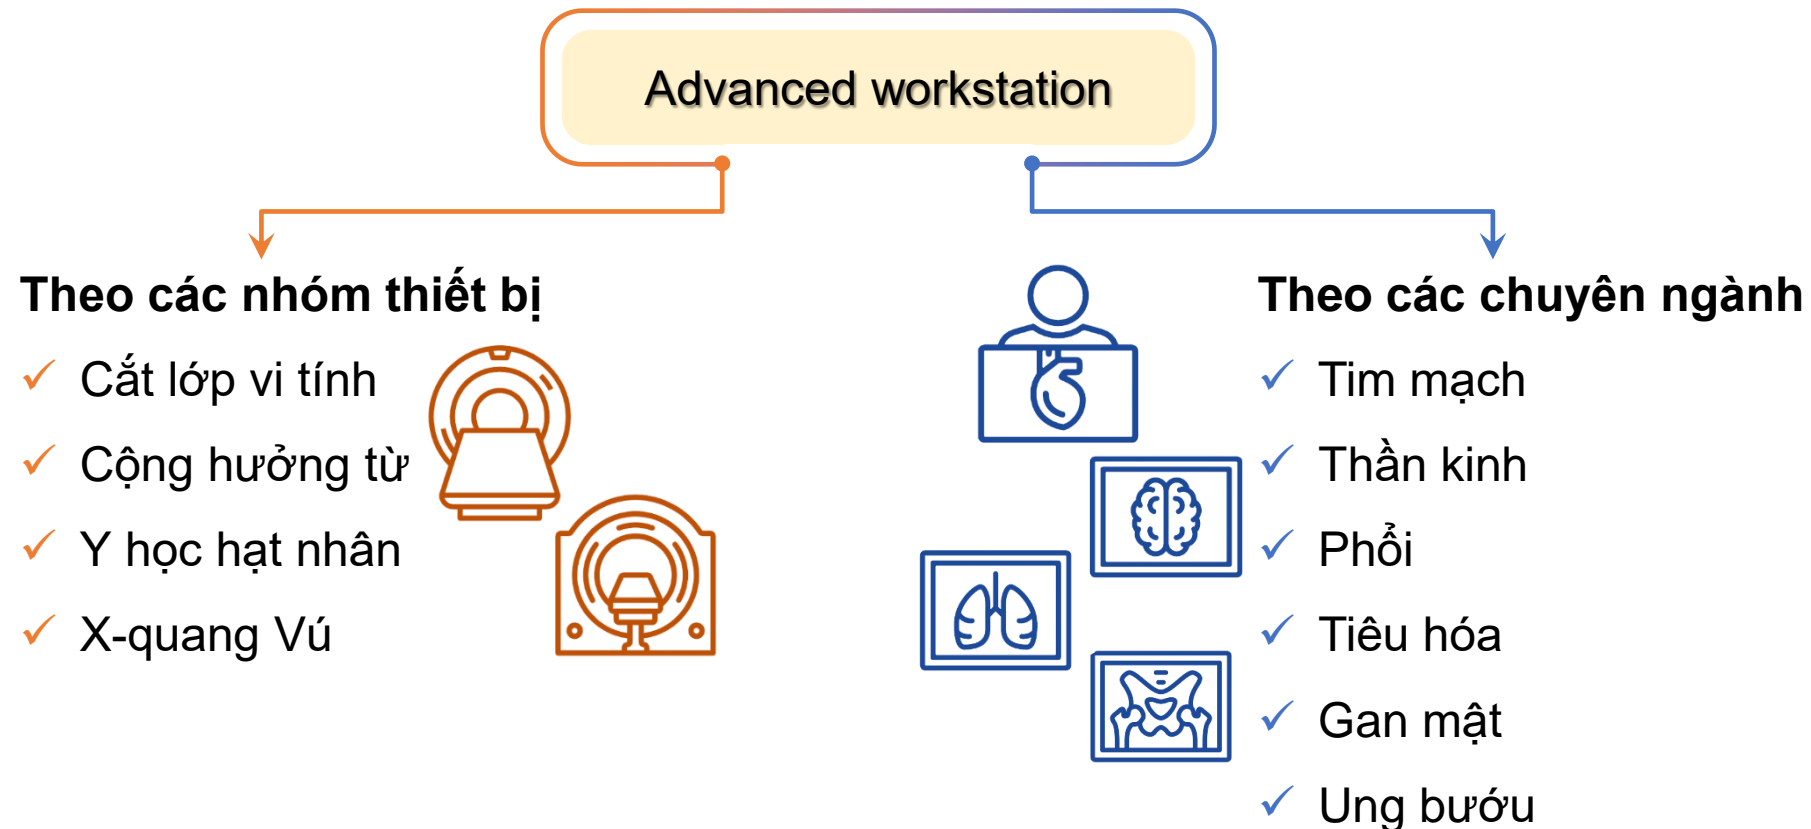 Advanced workstation
Theo các nhóm thiết bị
Cắt lớp vi tính
Cộng hưởng từ
Y học hạt nhân
X-quang Vú
Theo các chuyên ngành
Tim mạch
Thần kinh
Phổi
Tiêu hóa
Gan mật
Ung bướu